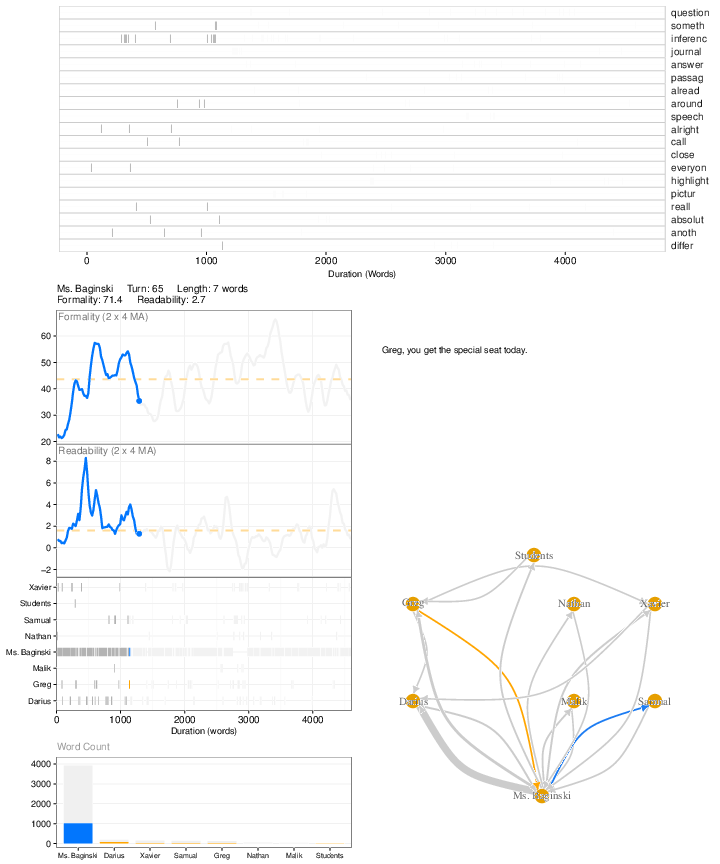 question
someth
inferenc
journal
answer
passag
alread
around
speech
alright
call
close
everyon
highlight
pictur
reall
absolut
anoth
differ
0 1000 2000 3000 4000
Duration (Words)
Ms. Baginski Turn: 65 Length: 7 words
Formality: 71.4 Readability: 2.7
Formality (2 x 4 MA)
60
50
40
30
20
Readability (2 x 4 MA)
8
6
4
2
0
−2
Xavier
Students
Samual
Nathan
Ms. Baginski
Malik
Greg
Darius
0 1000 2000 3000 4000
Duration (words)
Word Count
4000
3000
2000
1000
0
Ms. Baginski Darius Xavier Samual Greg Nathan Malik Students
Greg, you get the special seat today.
Students
Greg Nathan Xavier
Darius Malik Samual
Ms. Baginski